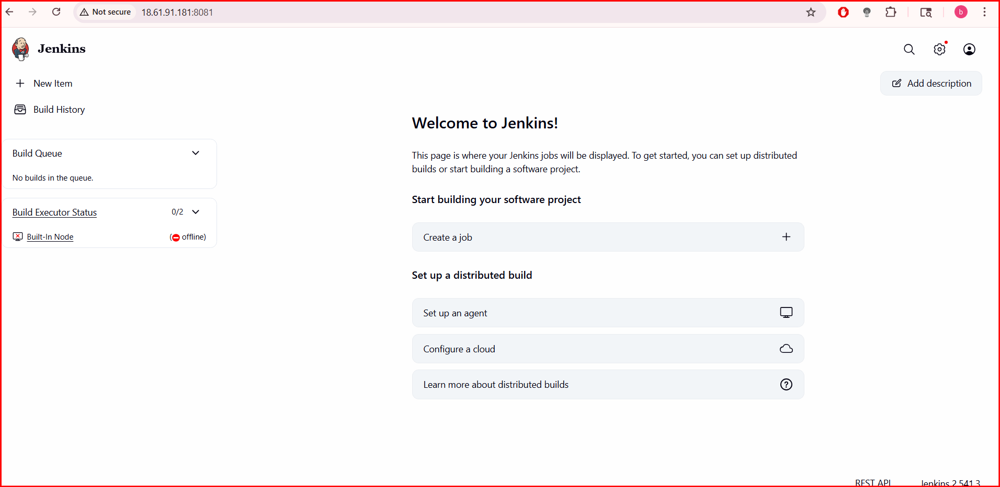 Not secure 18.61.91.181:8081
b
Jenkins
New Item
Add description
Build History
Welcome to Jenkins!
Build Queue
This page is where your Jenkins jobs will be displayed. To get started, you can set up distributed
builds or start building a software project.
No builds in the queue.
Start building your software project
Build Executor Status 0/2
Built-In Node (offline)
Create a job
Set up a distributed build
Set up an agent
Configure a cloud
Learn more about distributed builds
REST API Jenkins 2.541.3